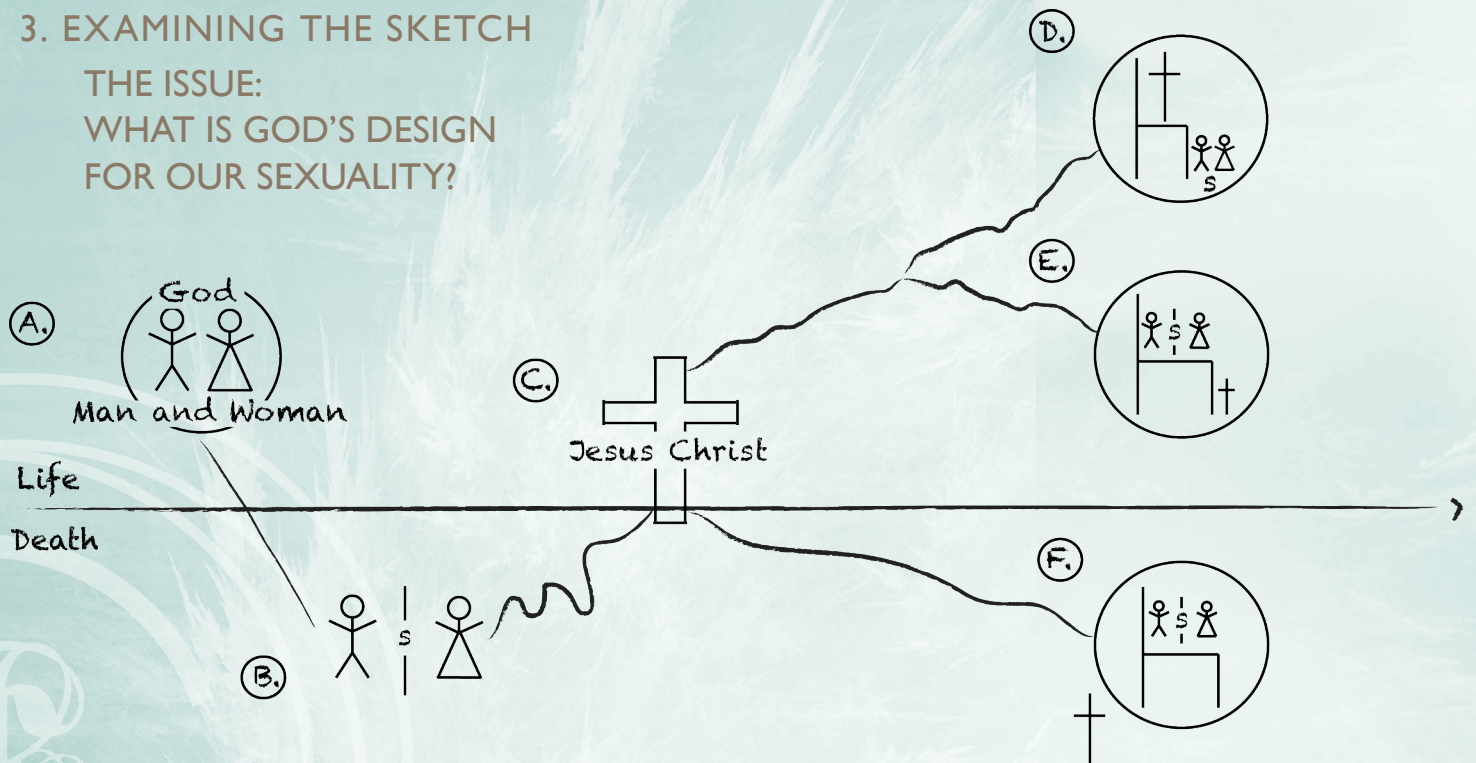 3. EXAMINING THE SKETCH
THE ISSUE:
WHAT IS GOD'S DESIGN
FOR OUR SEXUALITY?
A.
God
Man and Woman
Life
Death
B.
s
C.
Jesus Christ
D.
s
E.
s
F.
s